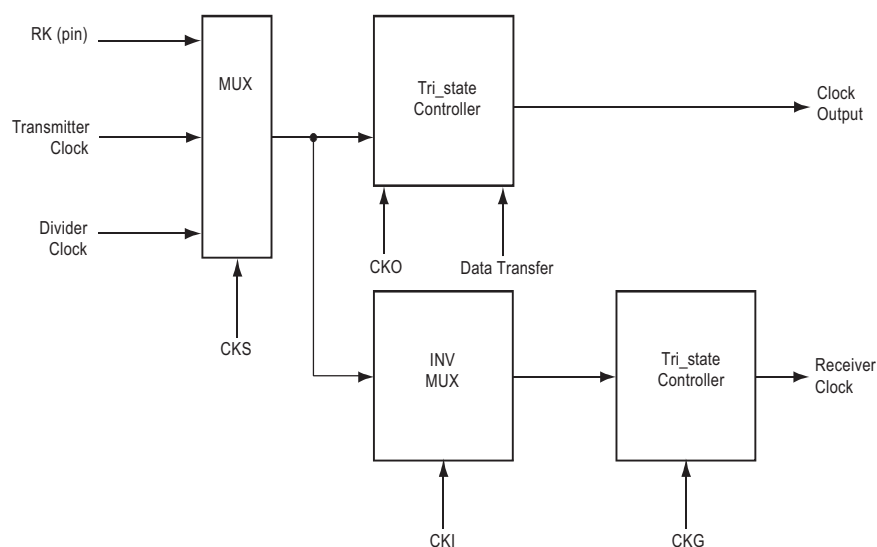 RK (pin)
MUX
Tri_state
Controller
Clock
Output
Transmitter
Clock
Divider
Clock
CKO
Data Transfer
CKS
INV
MUX
Tri_state
Controller
Receiver
Clock
CKI
CKG